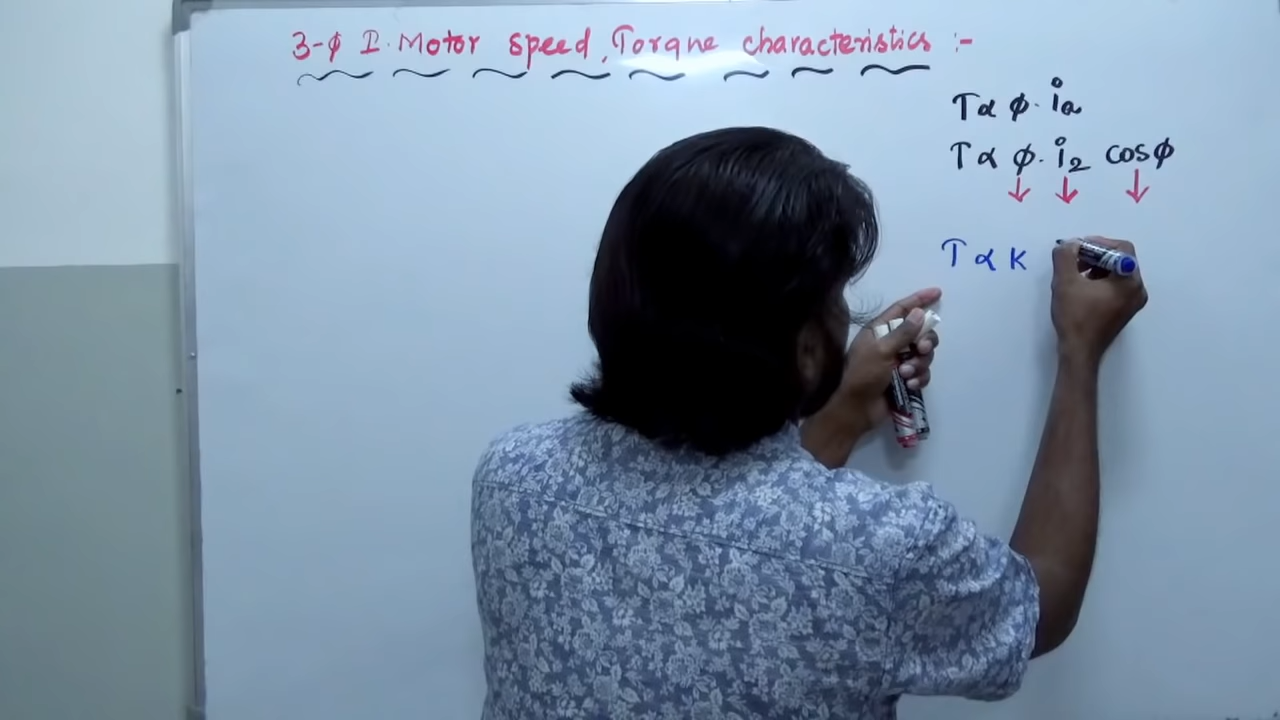 3-φ I. Motor speed, Torque characteristics :-
T α φ. ia
T α φ. i2 cosφ
T α K